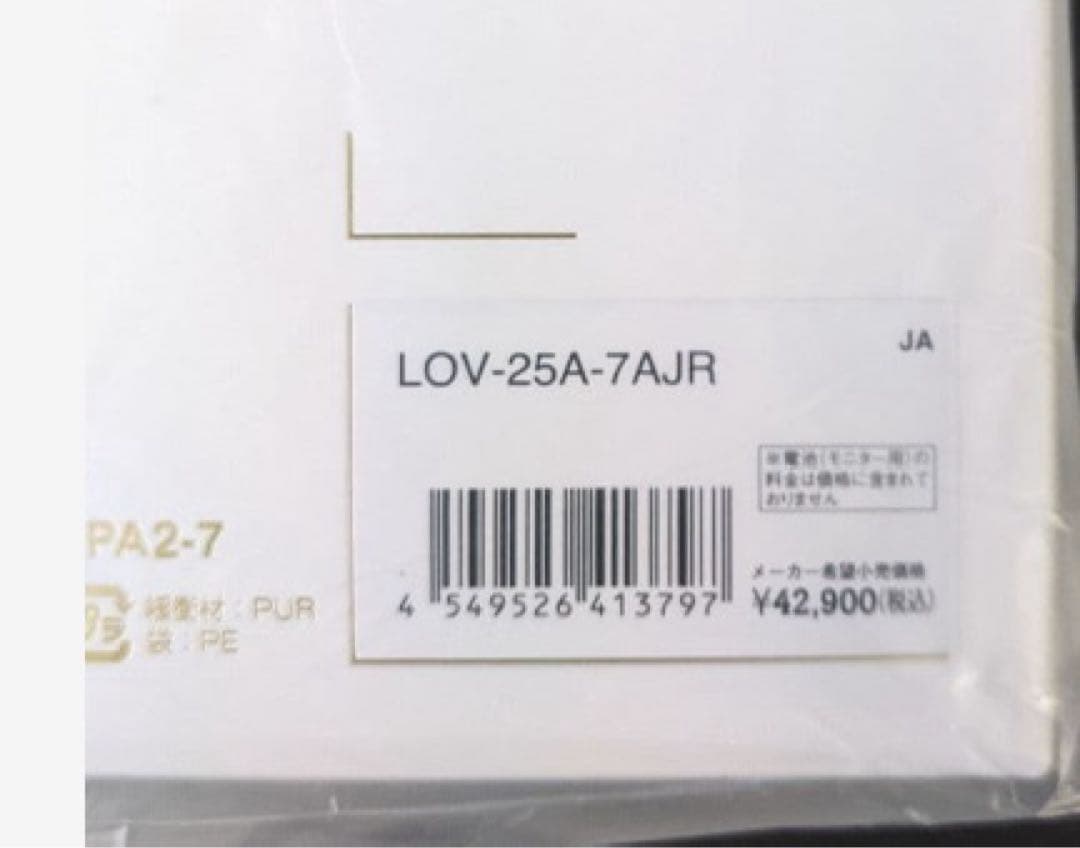 JA
LOV-25A-7AJR
※電池(モニター用)の
料金は価格に含まれて
おりません
メーカー希望小売価格
¥42,900(税込)
4 549526 413797
PA2-7
プラ
緩衝材:PUR
袋:PE